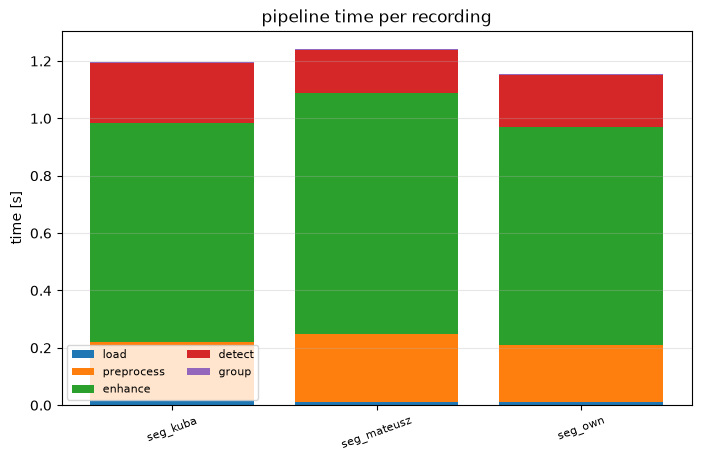 pipeline time per recording
time [s]
1.2
1.0
0.8
0.6
0.4
0.2
0.0
load
preprocess
enhance
detect
group
seg_kuba
seg_mateusz
seg_own